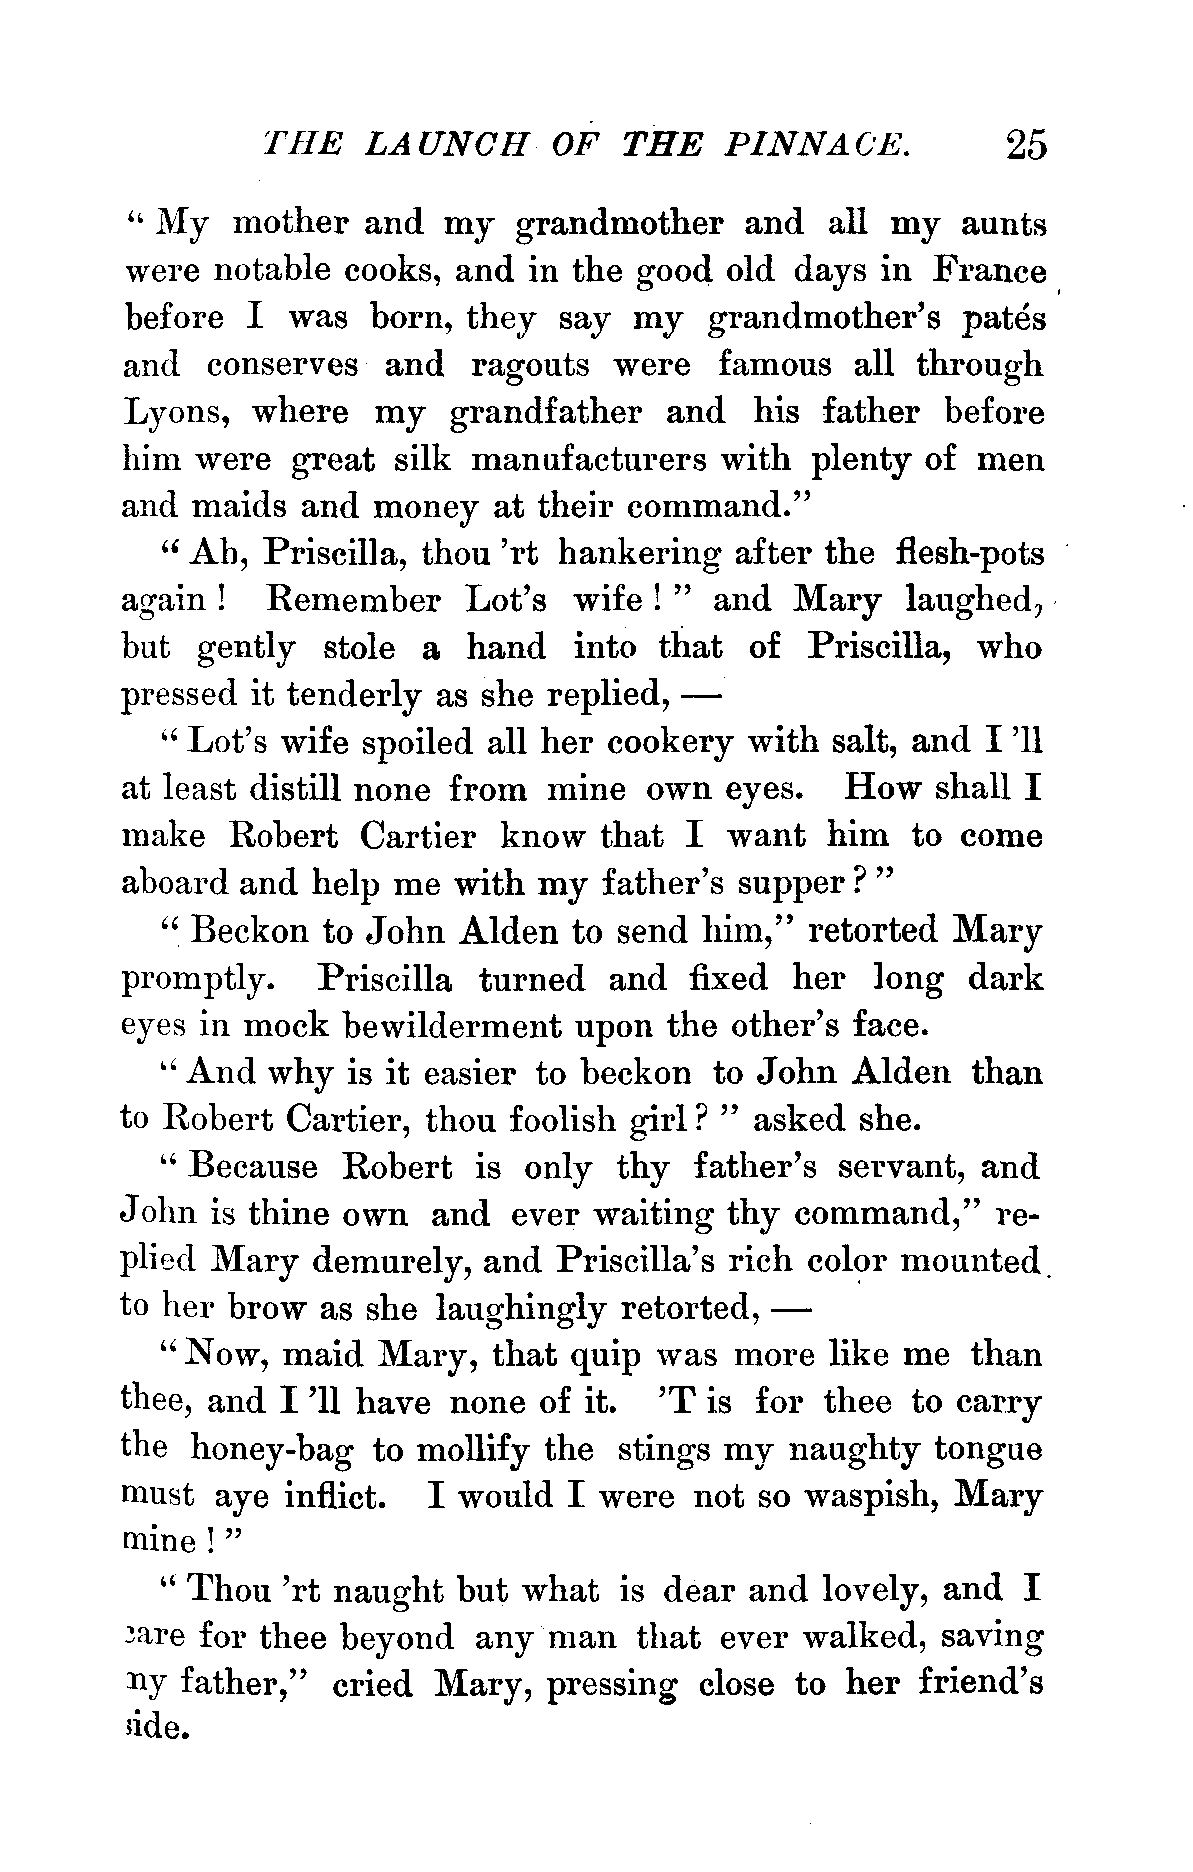 THE LAUNCH OF THE PINNACE. 25
“ My mother and my grandmother and all my aunts
were notable cooks, and in the good old days in France
before I was born, they say my grandmother’s patés
and conserves and ragouts were famous all through
Lyons, where my grandfather and his father before
him were great silk manufacturers with plenty of men
and maids and money at their command.”
“ Ah, Priscilla, thou ’rt hankering after the flesh-pots
again ! Remember Lot’s wife ! ” and Mary laughed,
but gently stole a hand into that of Priscilla, who
pressed it tenderly as she replied, —
“ Lot’s wife spoiled all her cookery with salt, and I ’ll
at least distill none from mine own eyes. How shall I
make Robert Cartier know that I want him to come
aboard and help me with my father’s supper ? ”
“ Beckon to John Alden to send him,” retorted Mary
promptly. Priscilla turned and fixed her long dark
eyes in mock bewilderment upon the other’s face.
“ And why is it easier to beckon to John Alden than
to Robert Cartier, thou foolish girl ? ” asked she.
“ Because Robert is only thy father’s servant, and
John is thine own and ever waiting thy command,” re-
plied Mary demurely, and Priscilla’s rich color mounted
to her brow as she laughingly retorted, —
“ Now, maid Mary, that quip was more like me than
thee, and I ’ll have none of it. ’T is for thee to carry
the honey-bag to mollify the stings my naughty tongue
must aye inflict. I would I were not so waspish, Mary
mine ! ”
“ Thou ’rt naught but what is dear and lovely, and I
care for thee beyond any man that ever walked, saving
my father,” cried Mary, pressing close to her friend’s
side.